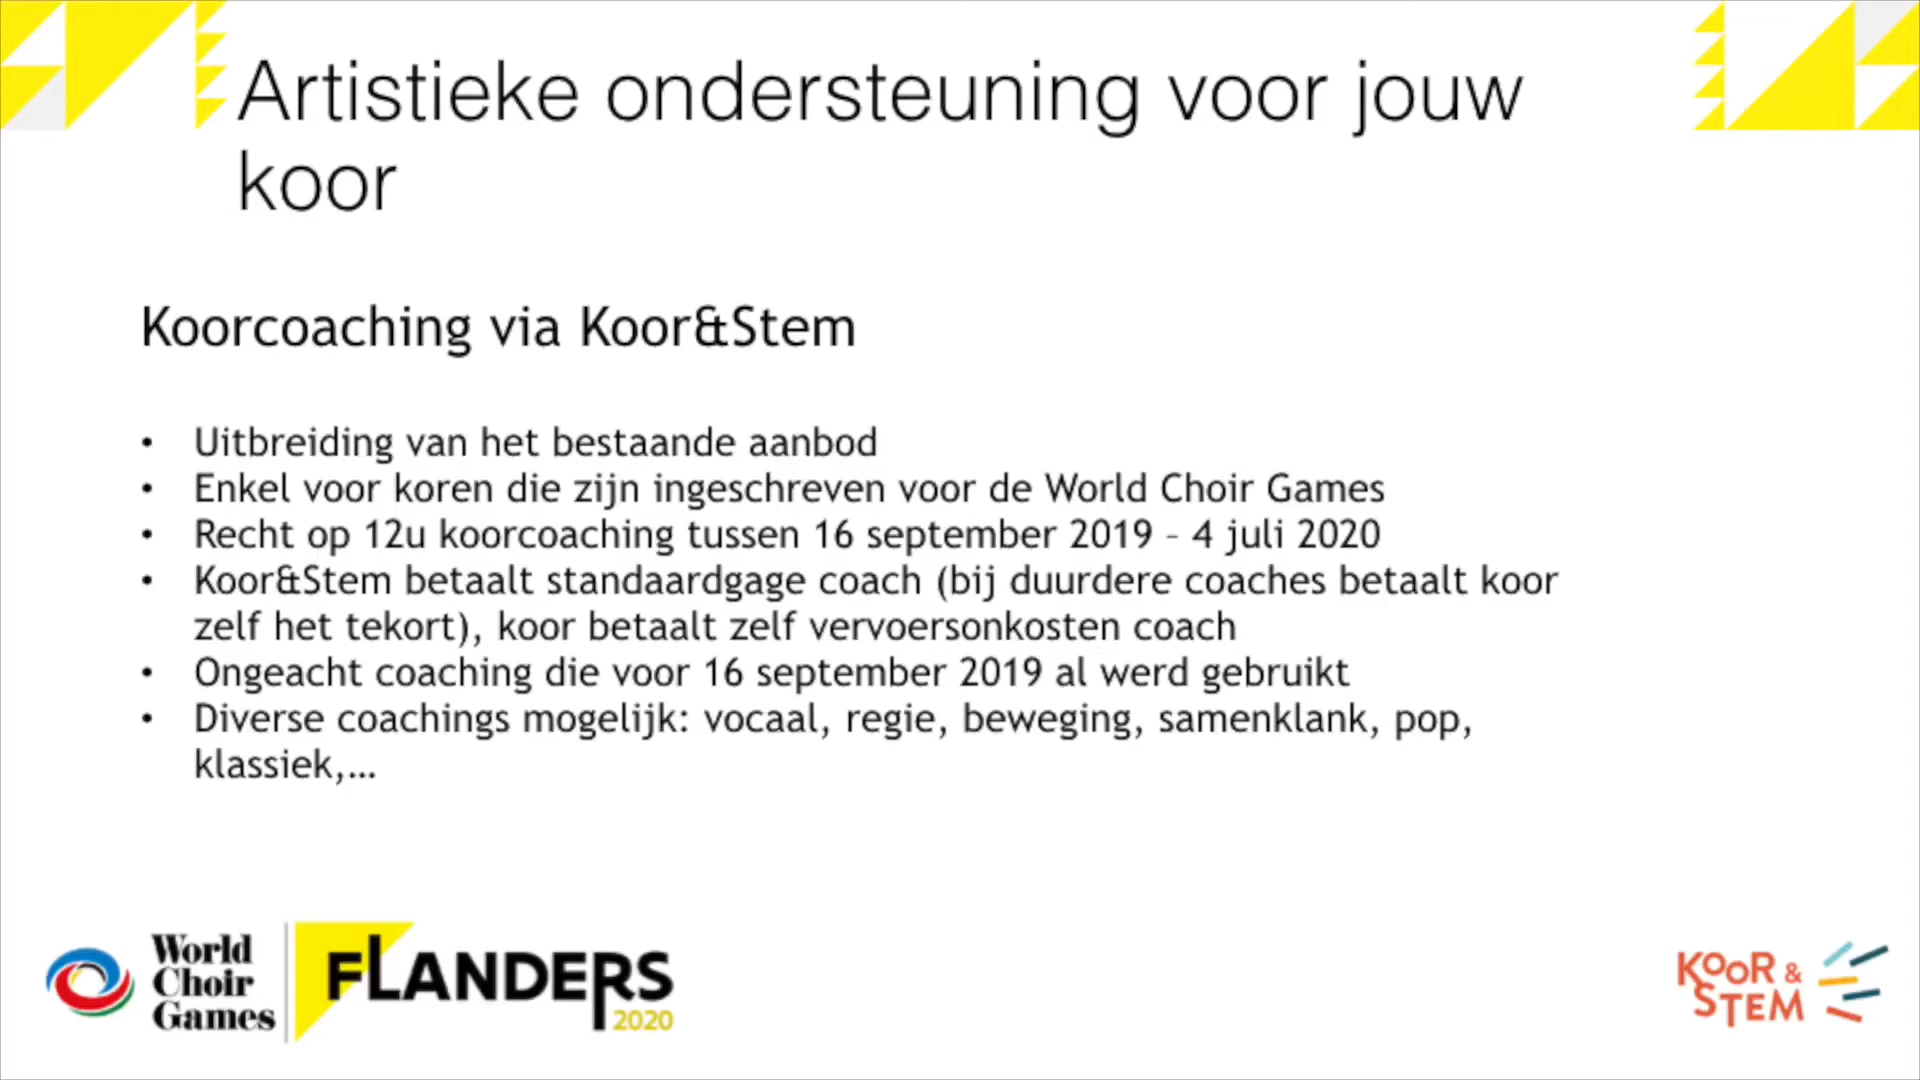 Artistieke ondersteuning voor jouw
koor
Koorcoaching via Koor&Stem
• Uitbreiding van het bestaande aanbod
• Enkel voor koren die zijn ingeschreven voor de World Choir Games
• Recht op 12u koorcoaching tussen 16 september 2019 – 4 juli 2020
• Koor&Stem betaalt standaardgage coach (bij duurdere coaches betaalt koor
zelf het tekort), koor betaalt zelf vervoersonkosten coach
• Ongeacht coaching die voor 16 september 2019 al werd gebruikt
• Diverse coachings mogelijk: vocaal, regie, beweging, samenklank, pop,
klassiek,...
World
Choir
Games
FLANDERS
2020
KOOR &
STEM